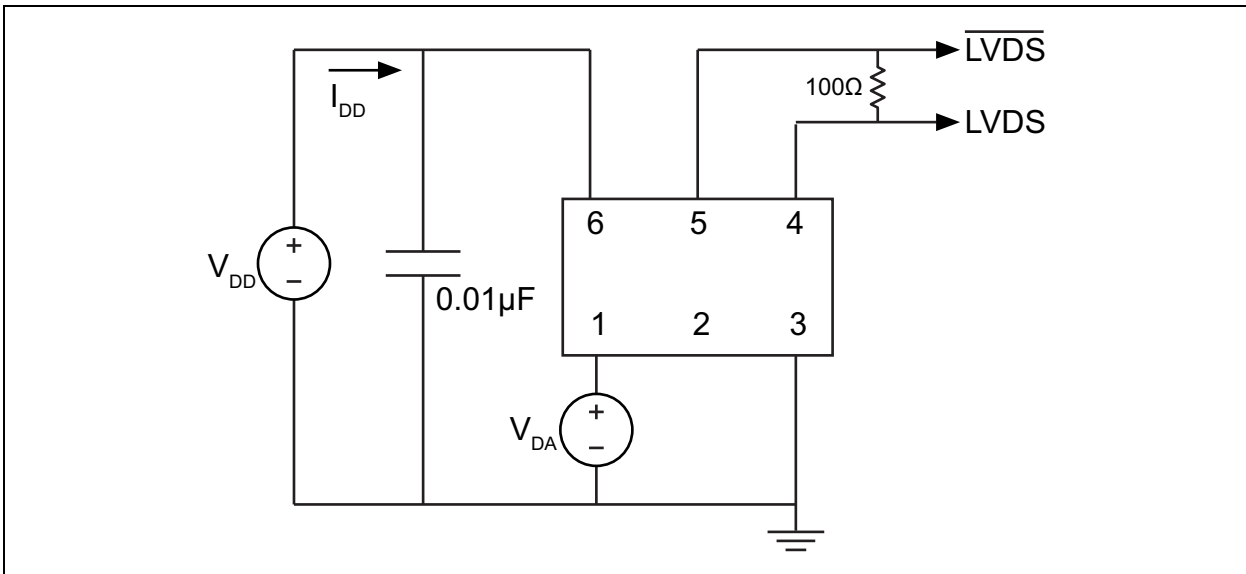 LVDS
I_DD
100Ω
LVDS
6 5 4
+
−
V_DD
0.01µF
1 2 3
+
−
V_DA